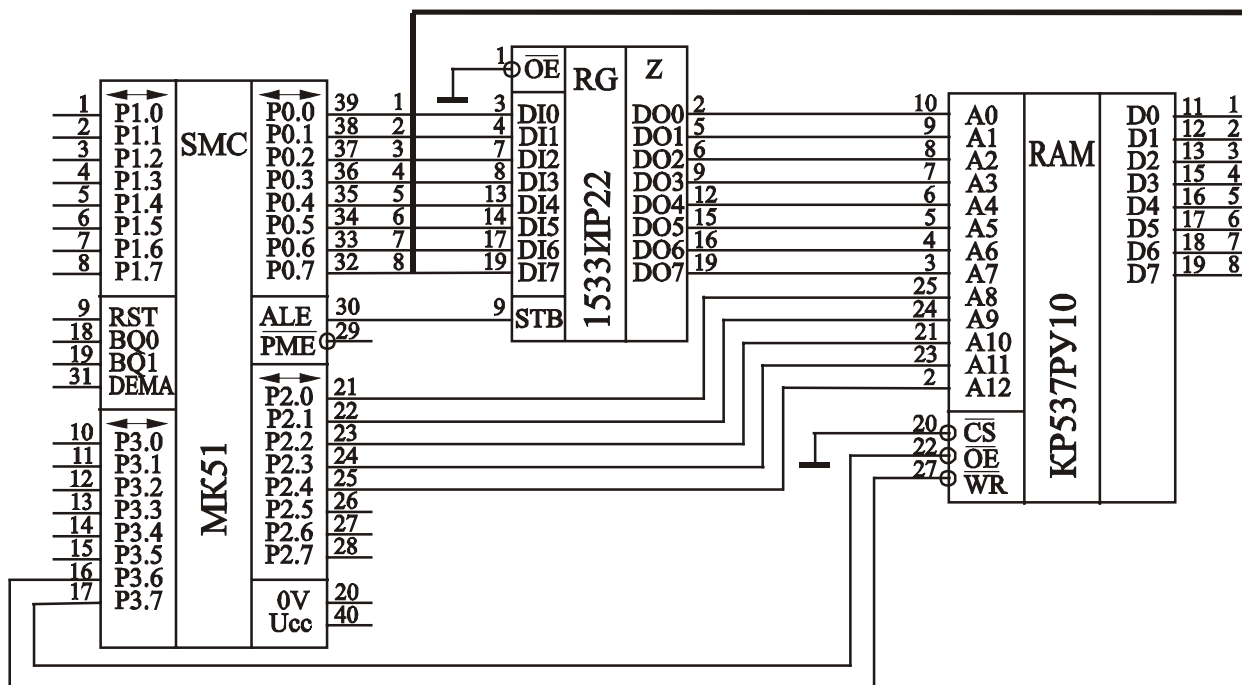 SMC
МК51
1 P1.0
2 P1.1
3 P1.2
4 P1.3
5 P1.4
6 P1.5
7 P1.6
8 P1.7
9 RST
18 BQ0
19 BQ1
31 DEMA
10 P3.0
11 P3.1
12 P3.2
13 P3.3
14 P3.4
15 P3.5
16 P3.6
17 P3.7
P0.0 39 1
P0.1 38 2
P0.2 37 3
P0.3 36 4
P0.4 35 5
P0.5 34 6
P0.6 33 7
P0.7 32 8
ALE 30
PME 29
P2.0 21
P2.1 22
P2.2 23
P2.3 24
P2.4 25
P2.5 26
P2.6 27
P2.7 28
0V 20
Ucc 40
1 OE
RG
Z
1533ИР22
3 DI0
4 DI1
7 DI2
8 DI3
13 DI4
14 DI5
17 DI6
19 DI7
9 STB
DO0 2
DO1 5
DO2 6
DO3 9
DO4 12
DO5 15
DO6 16
DO7 19
RAM
КР537РУ10
10 A0
9 A1
8 A2
7 A3
6 A4
5 A5
4 A6
3 A7
25 A8
24 A9
21 A10
23 A11
2 A12
20 CS
22 OE
27 WR
D0 11 1
D1 12 2
D2 13 3
D3 15 4
D4 16 5
D5 17 6
D6 18 7
D7 19 8